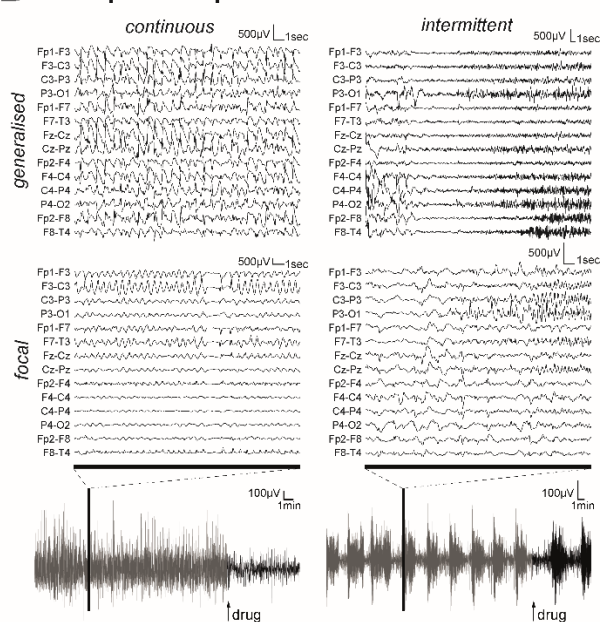 continuous
500µV 1sec
intermittent
500µV 1sec
generalised
Fp1-F3
F3-C3
C3-P3
P3-O1
Fp1-F7
F7-T3
Fz-Cz
Cz-Pz
Fp2-F4
F4-C4
C4-P4
P4-O2
Fp2-F8
F8-T4
Fp1-F3
F3-C3
C3-P3
P3-O1
Fp1-F7
F7-T3
Fz-Cz
Cz-Pz
Fp2-F4
F4-C4
C4-P4
P4-O2
Fp2-F8
F8-T4
focal
500µV 1sec
Fp1-F3
F3-C3
C3-P3
P3-O1
Fp1-F7
F7-T3
Fz-Cz
Cz-Pz
Fp2-F4
F4-C4
C4-P4
P4-O2
Fp2-F8
F8-T4
500µV 1sec
Fp1-F3
F3-C3
C3-P3
P3-O1
Fp1-F7
F7-T3
Fz-Cz
Cz-Pz
Fp2-F4
F4-C4
C4-P4
P4-O2
Fp2-F8
F8-T4
100µV
1min
drug
100µV
1min
drug